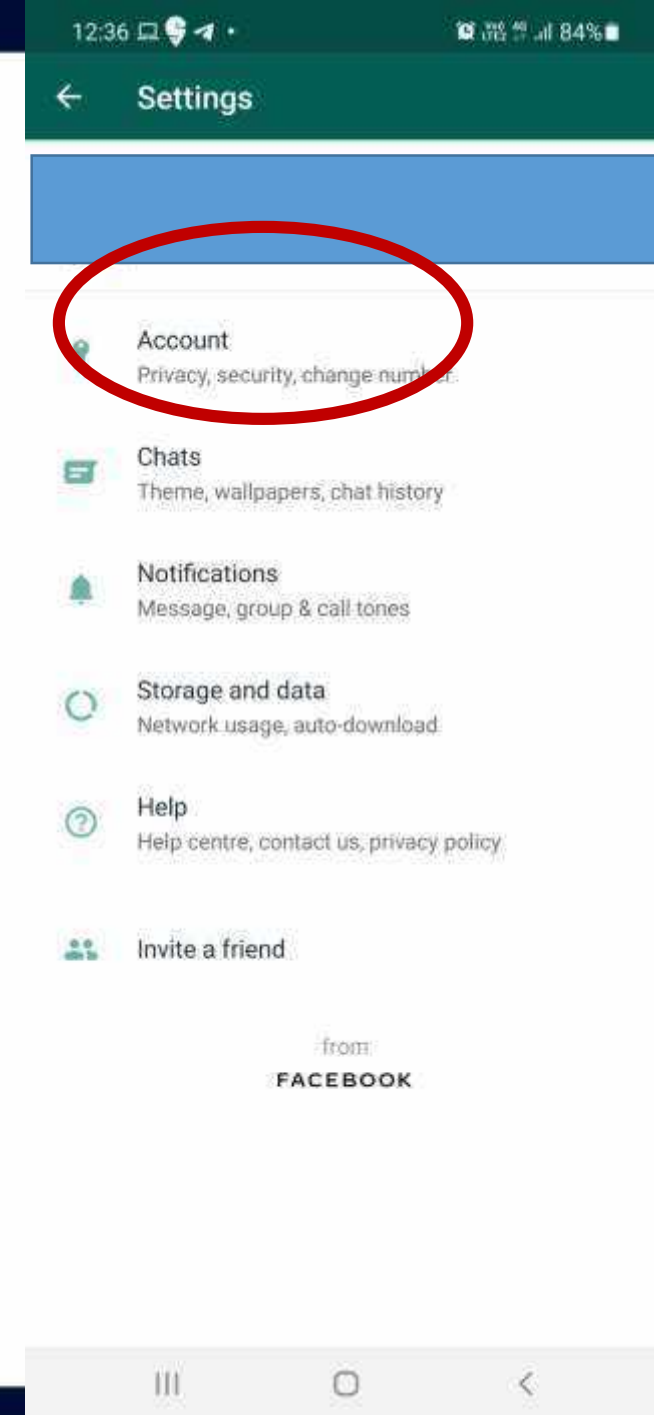 12:36 84%
Settings
Account
Privacy, security, change number
Chats
Theme, wallpapers, chat history
Notifications
Message, group & call tones
Storage and data
Network usage, auto-download
Help
Help centre, contact us, privacy policy
Invite a friend
from
FACEBOOK